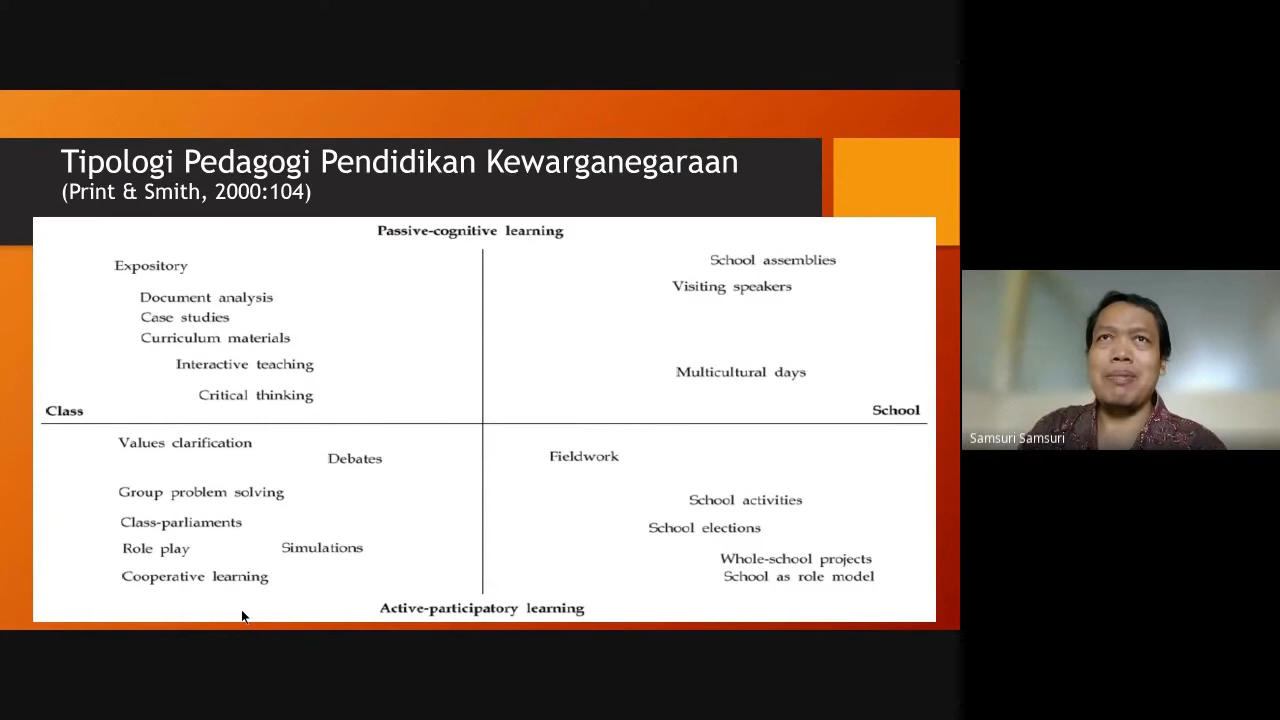 Tipologi Pedagogi Pendidikan Kewarganegaraan
(Print & Smith, 2000:104)
Passive-cognitive learning
Expository
School assemblies
Visiting speakers
Document analysis
Case studies
Curriculum materials
Interactive teaching
Multicultural days
Critical thinking
Class
School
Values clarification
Debates
Fieldwork
Group problem solving
School activities
Class-parliaments
School elections
Role play
Simulations
Whole-school projects
Cooperative learning
School as role model
Active-participatory learning
Samsuri Samsuri